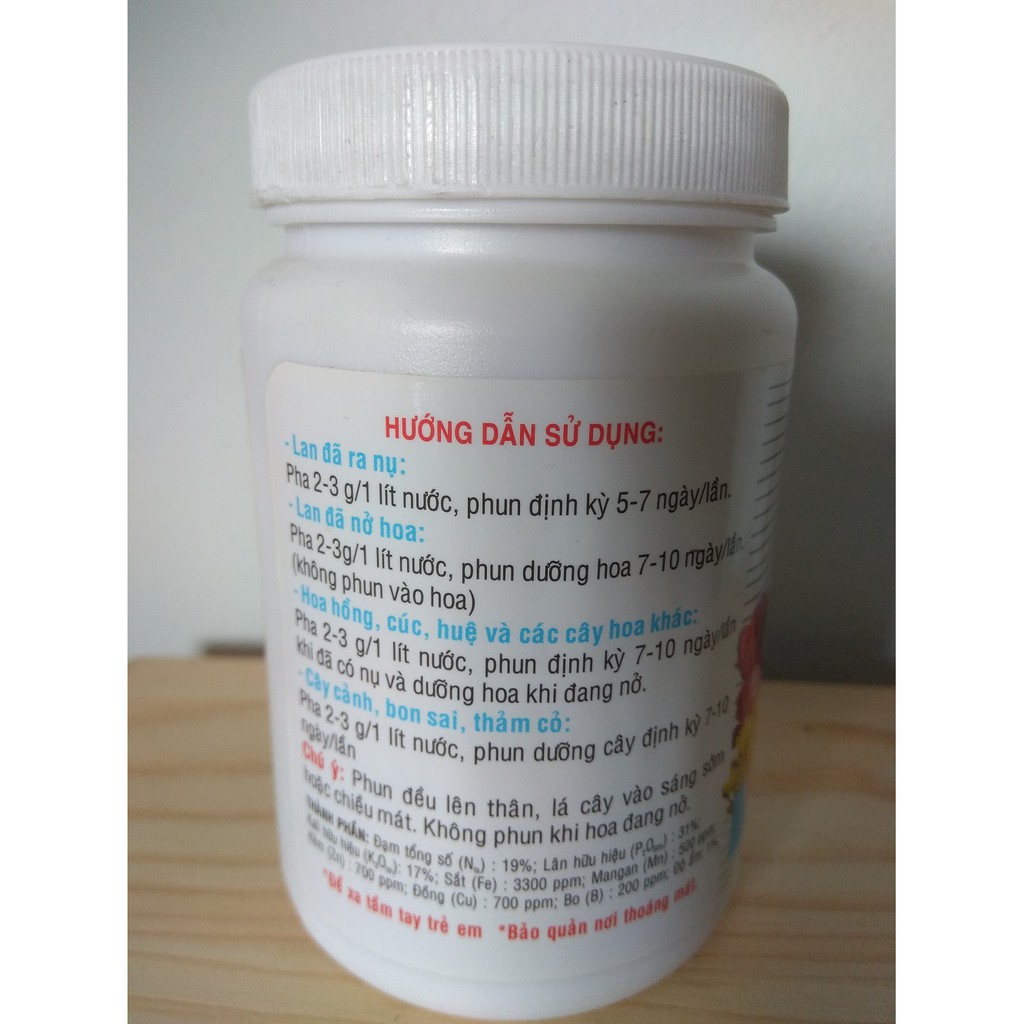 HƯỚNG DẪN SỬ DỤNG:
- Lan đã ra nụ:
Pha 2-3 g/1 lít nước, phun định kỳ 5-7 ngày/lần.
- Lan đã nở hoa:
Pha 2-3g/1 lít nước, phun dưỡng hoa 7-10 ngày/lần.
(không phun vào hoa)
- Hoa hồng, cúc, huệ và các cây hoa khác:
Pha 2-3 g/1 lít nước, phun định kỳ 7-10 ngày/lần
khi đã có nụ và dưỡng hoa khi đang nở.
- Cây cảnh, bon sai, thảm cỏ:
Pha 2-3 g/1 lít nước, phun dưỡng cây định kỳ 7-10
ngày/lần
Chú ý: Phun đều lên thân, lá cây vào sáng sớm
hoặc chiều mát. Không phun khi hoa đang nở.
THÀNH PHẦN: Đạm tổng số (Nts) : 19%; Lân hữu hiệu (P₂O₅hh) : 31%;
Kali hữu hiệu (K₂Ohh): 17%; Sắt (Fe) : 3300 ppm; Mangan (Mn) : 500 ppm;
Kẽm (Zn) : 700 ppm; Đồng (Cu) : 700 ppm; Bo (B) : 200 ppm; Độ ẩm: 1%
*Để xa tầm tay trẻ em *Bảo quản nơi thoáng mát.